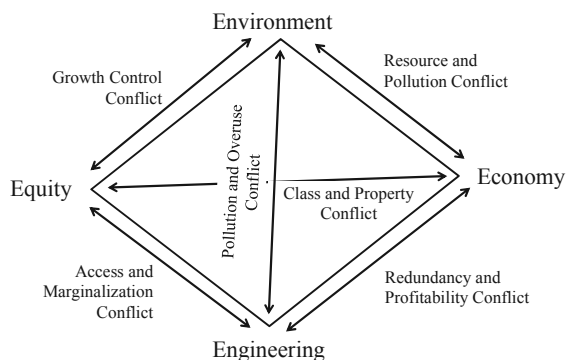 Environment
Growth Control
Conflict
Resource and
Pollution Conflict
Pollution and Overuse
Conflict
Equity
Economy
Class and Property
Conflict
Access and
Marginalization
Conflict
Redundancy and
Profitability Conflict
Engineering